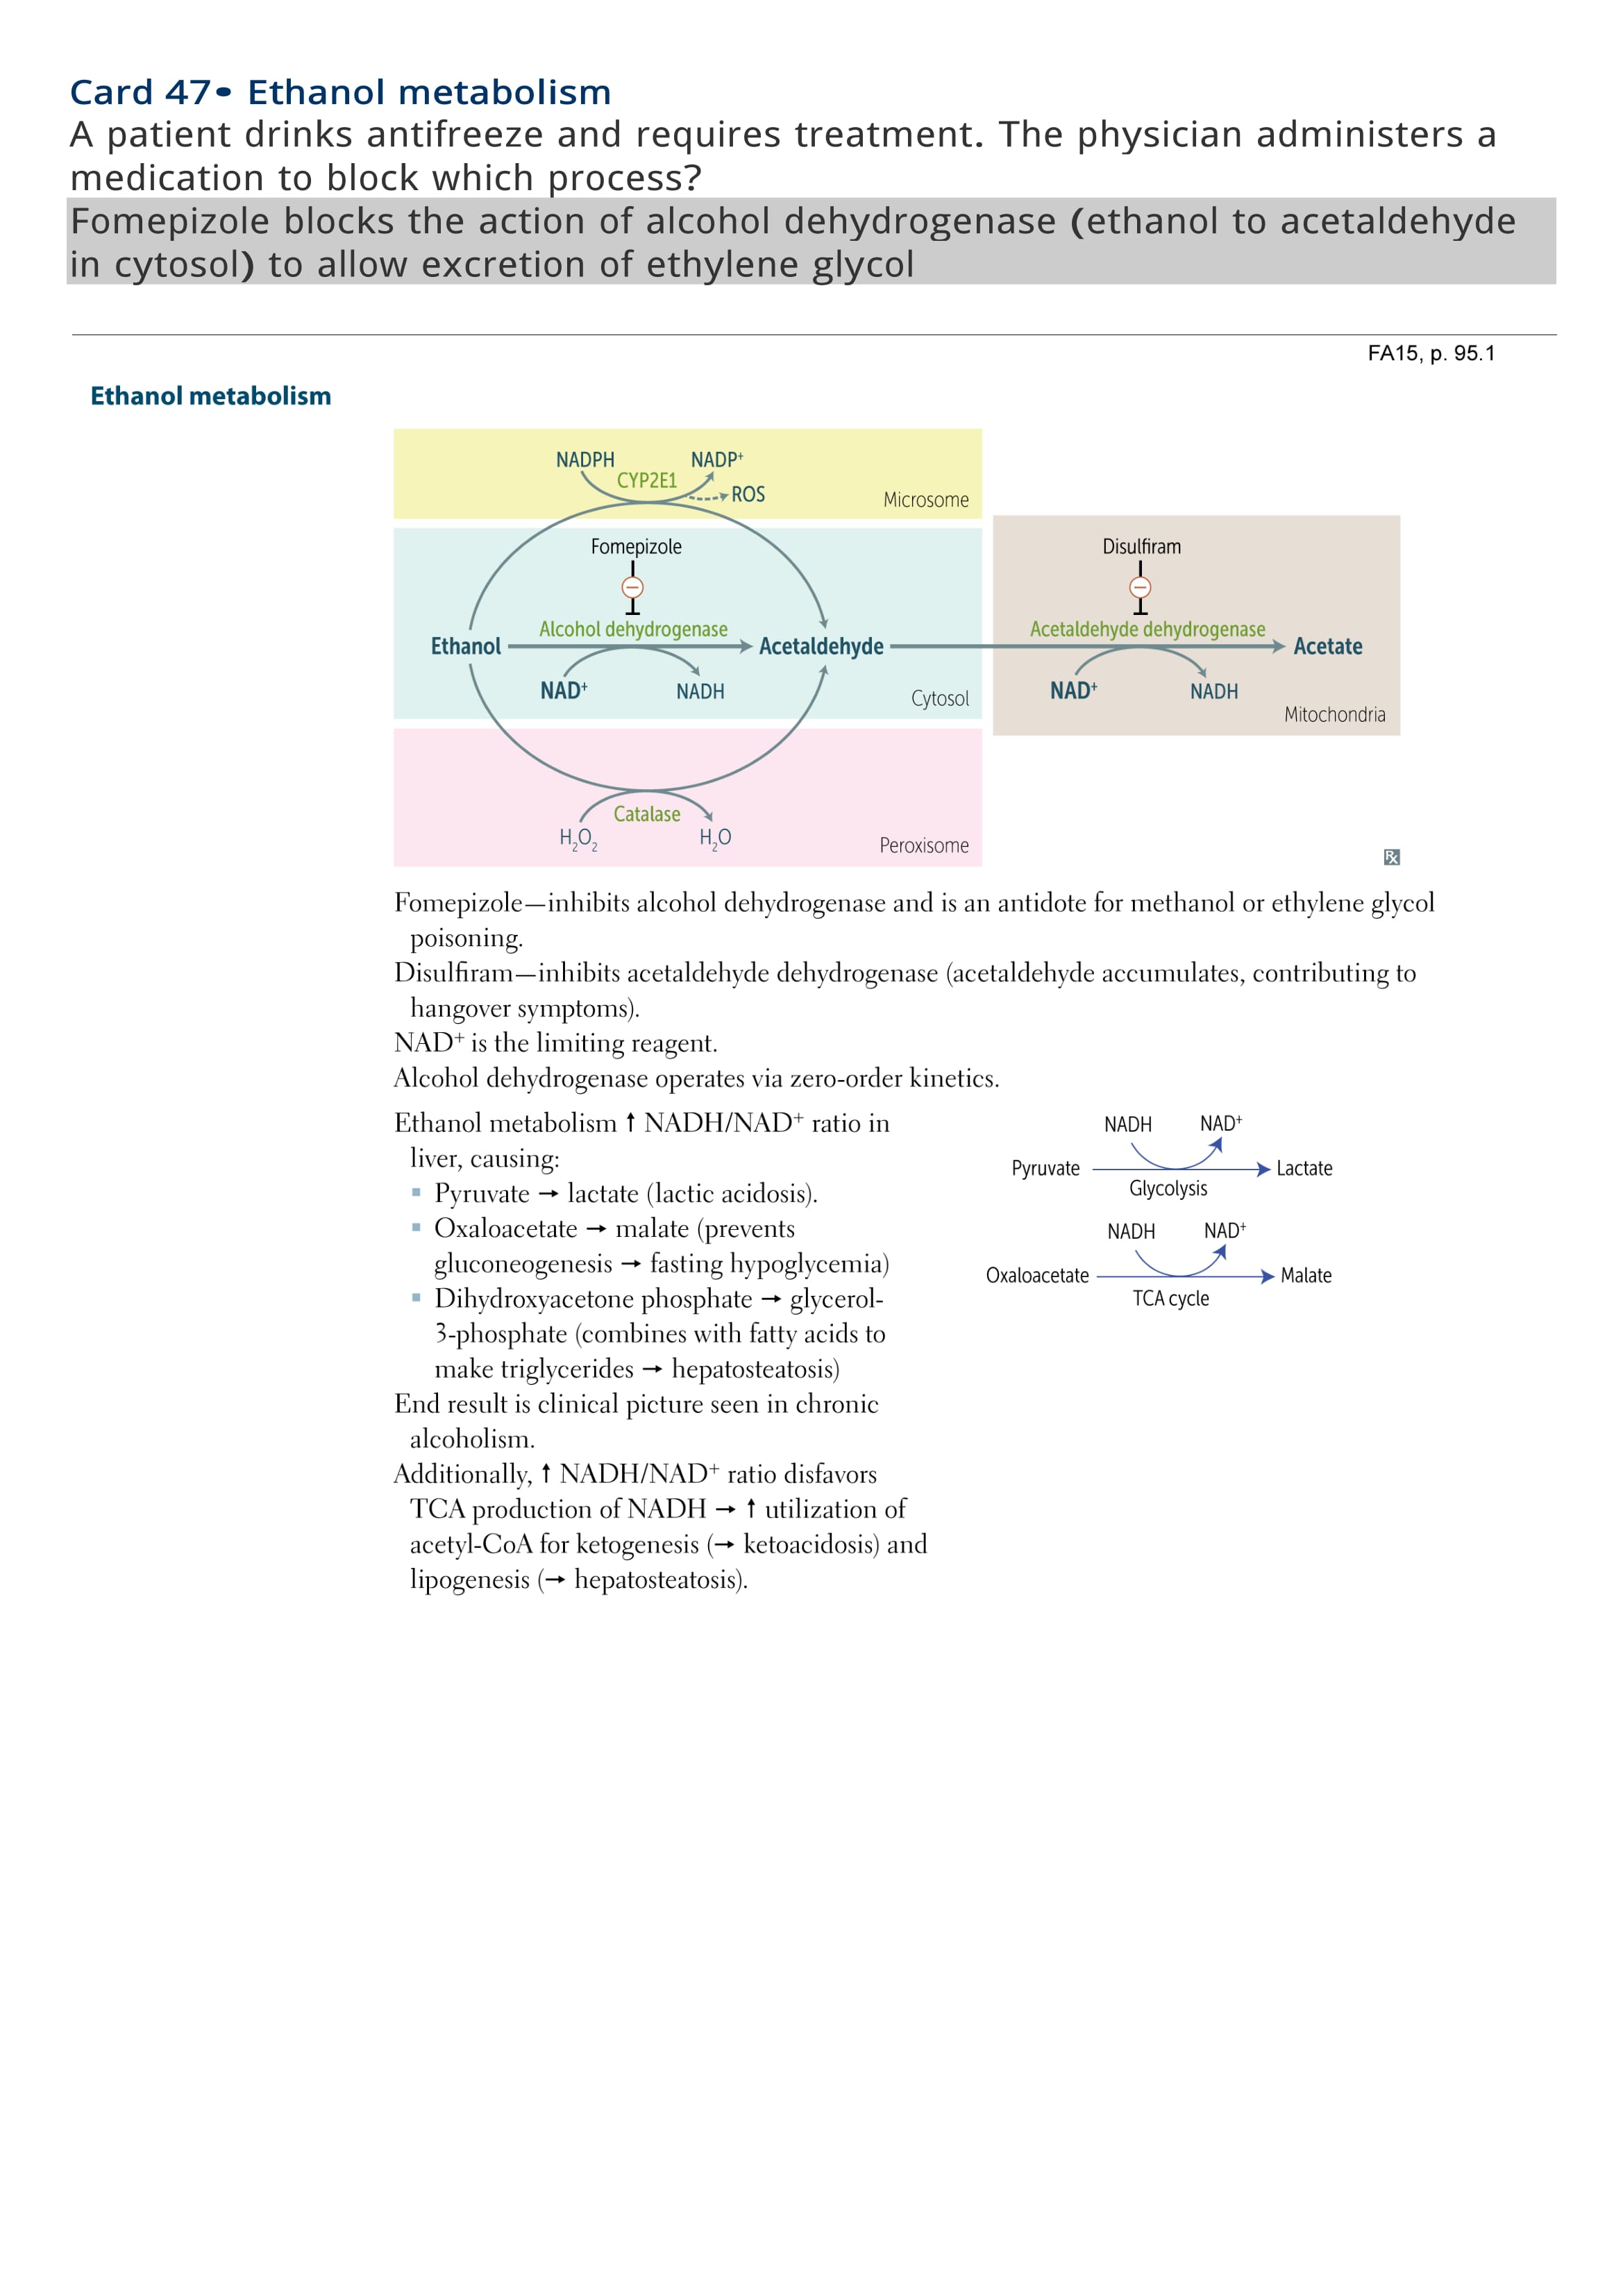 Card 47• Ethanol metabolism
A patient drinks antifreeze and requires treatment. The physician administers a
medication to block which process?
Fomepizole blocks the action of alcohol dehydrogenase (ethanol to acetaldehyde
in cytosol) to allow excretion of ethylene glycol
FA15, p. 95.1
Ethanol metabolism
NADPH NADP⁺
CYP2E1
ROS
Microsome
Fomepizole
Disulfiram
Alcohol dehydrogenase
Acetaldehyde dehydrogenase
Ethanol Acetaldehyde Acetate
NAD⁺ NADH
NAD⁺ NADH
Cytosol
Mitochondria
Catalase
H₂O₂ H₂O
Peroxisome
Rx
Fomepizole—inhibits alcohol dehydrogenase and is an antidote for methanol or ethylene glycol
poisoning.
Disulfiram—inhibits acetaldehyde dehydrogenase (acetaldehyde accumulates, contributing to
hangover symptoms).
NAD⁺ is the limiting reagent.
Alcohol dehydrogenase operates via zero-order kinetics.
Ethanol metabolism ↑ NADH/NAD⁺ ratio in
liver, causing:
▪ Pyruvate → lactate (lactic acidosis).
▪ Oxaloacetate → malate (prevents
gluconeogenesis → fasting hypoglycemia)
▪ Dihydroxyacetone phosphate → glycerol-
3-phosphate (combines with fatty acids to
make triglycerides → hepatosteatosis)
End result is clinical picture seen in chronic
alcoholism.
Additionally, ↑ NADH/NAD⁺ ratio disfavors
TCA production of NADH → ↑ utilization of
acetyl-CoA for ketogenesis (→ ketoacidosis) and
lipogenesis (→ hepatosteatosis).
NADH NAD⁺
Pyruvate Lactate
Glycolysis
NADH NAD⁺
Oxaloacetate Malate
TCA cycle